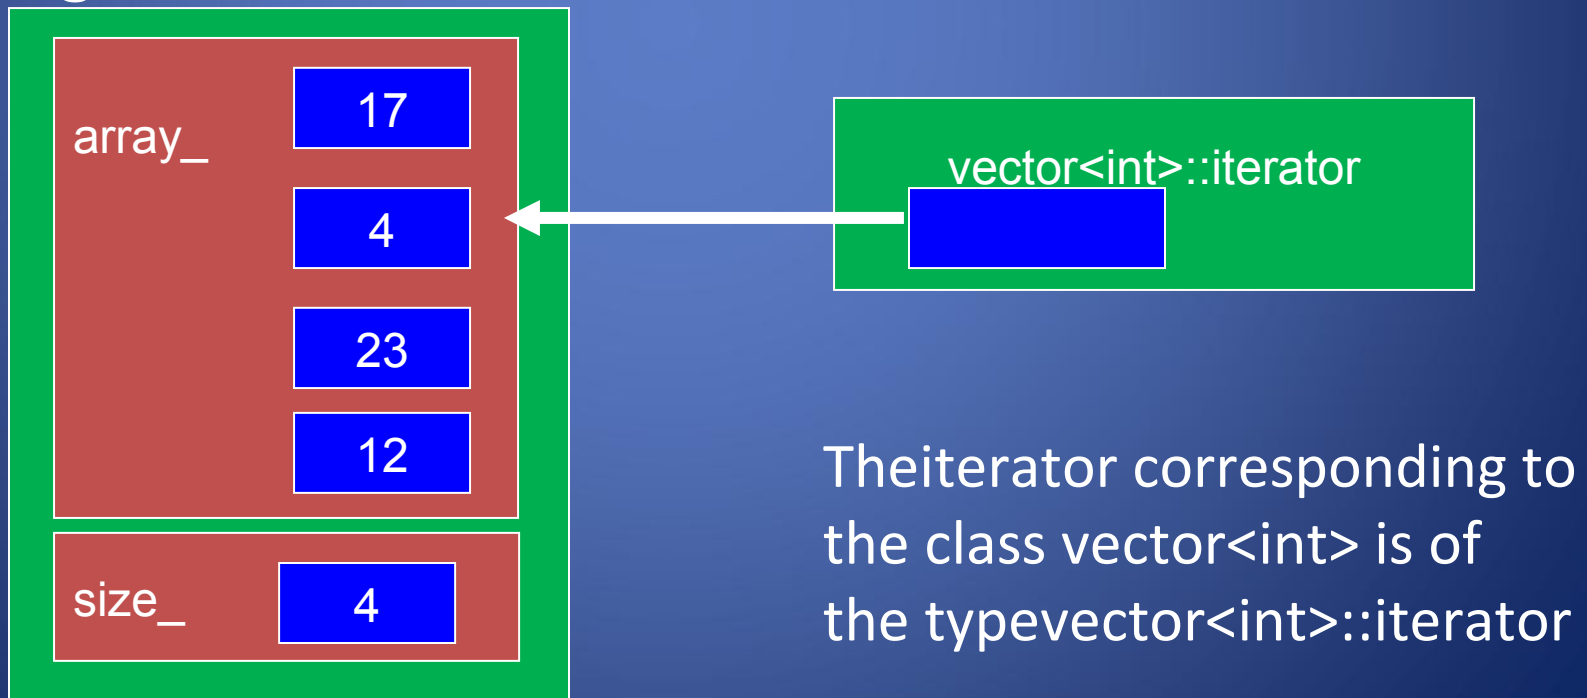 array_
17
4
23
12
size_
4
vector<int>::iterator
Theiterator corresponding to
the class vector<int> is of
the typevector<int>::iterator